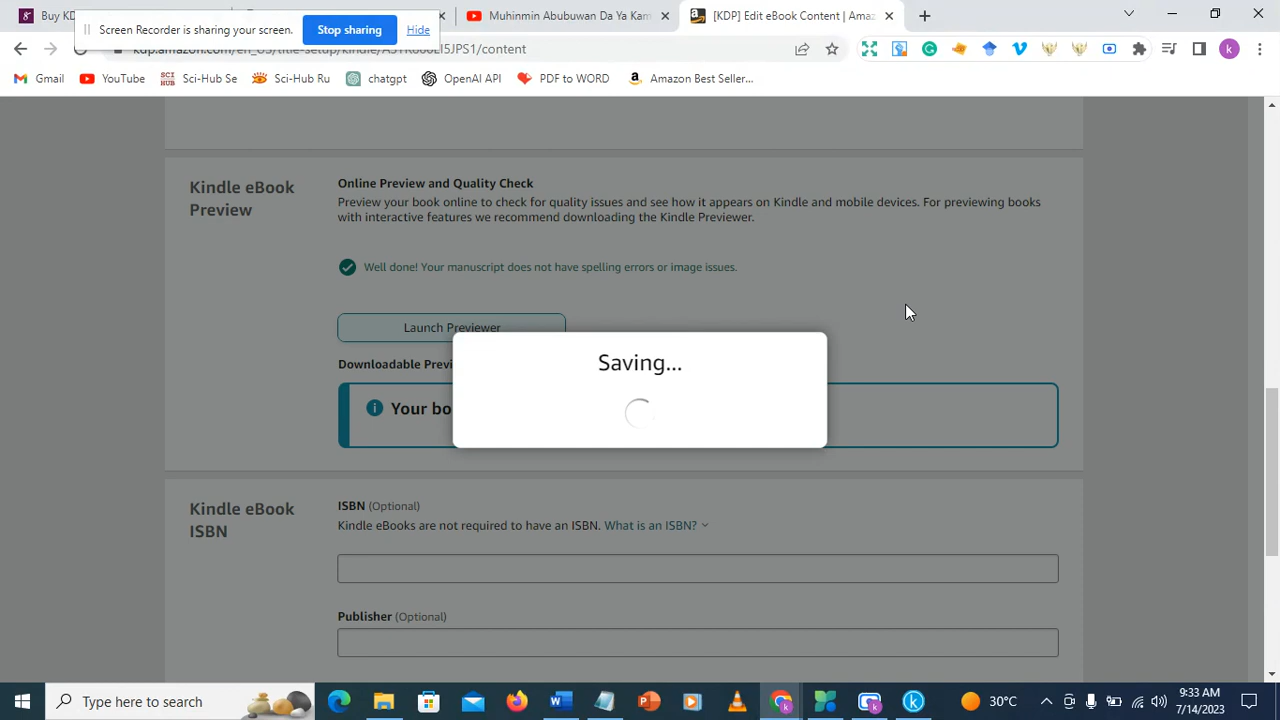 Buy KD
Muhinmin Abubuwan Da Ya Kam
[KDP] Edit eBook Content | Amaz
Screen Recorder is sharing your screen.
Stop sharing
Hide
Gmail
YouTube
SCI HUB
Sci-Hub Se
Sci-Hub Ru
chatgpt
OpenAI API
PDF to WORD
Amazon Best Seller...
k
Kindle eBook
Preview
Online Preview and Quality Check
Preview your book online to check for quality issues and see how it appears on Kindle and mobile devices. For previewing books
with interactive features we recommend downloading the Kindle Previewer.
Well done! Your manuscript does not have spelling errors or image issues.
Launch Previewer
Downloadable Previ
Your bo
Saving...
Kindle eBook
ISBN
ISBN (Optional)
Kindle eBooks are not required to have an ISBN. What is an ISBN?
Publisher (Optional)
Type here to search
30°C
9:33 AM
7/14/2023